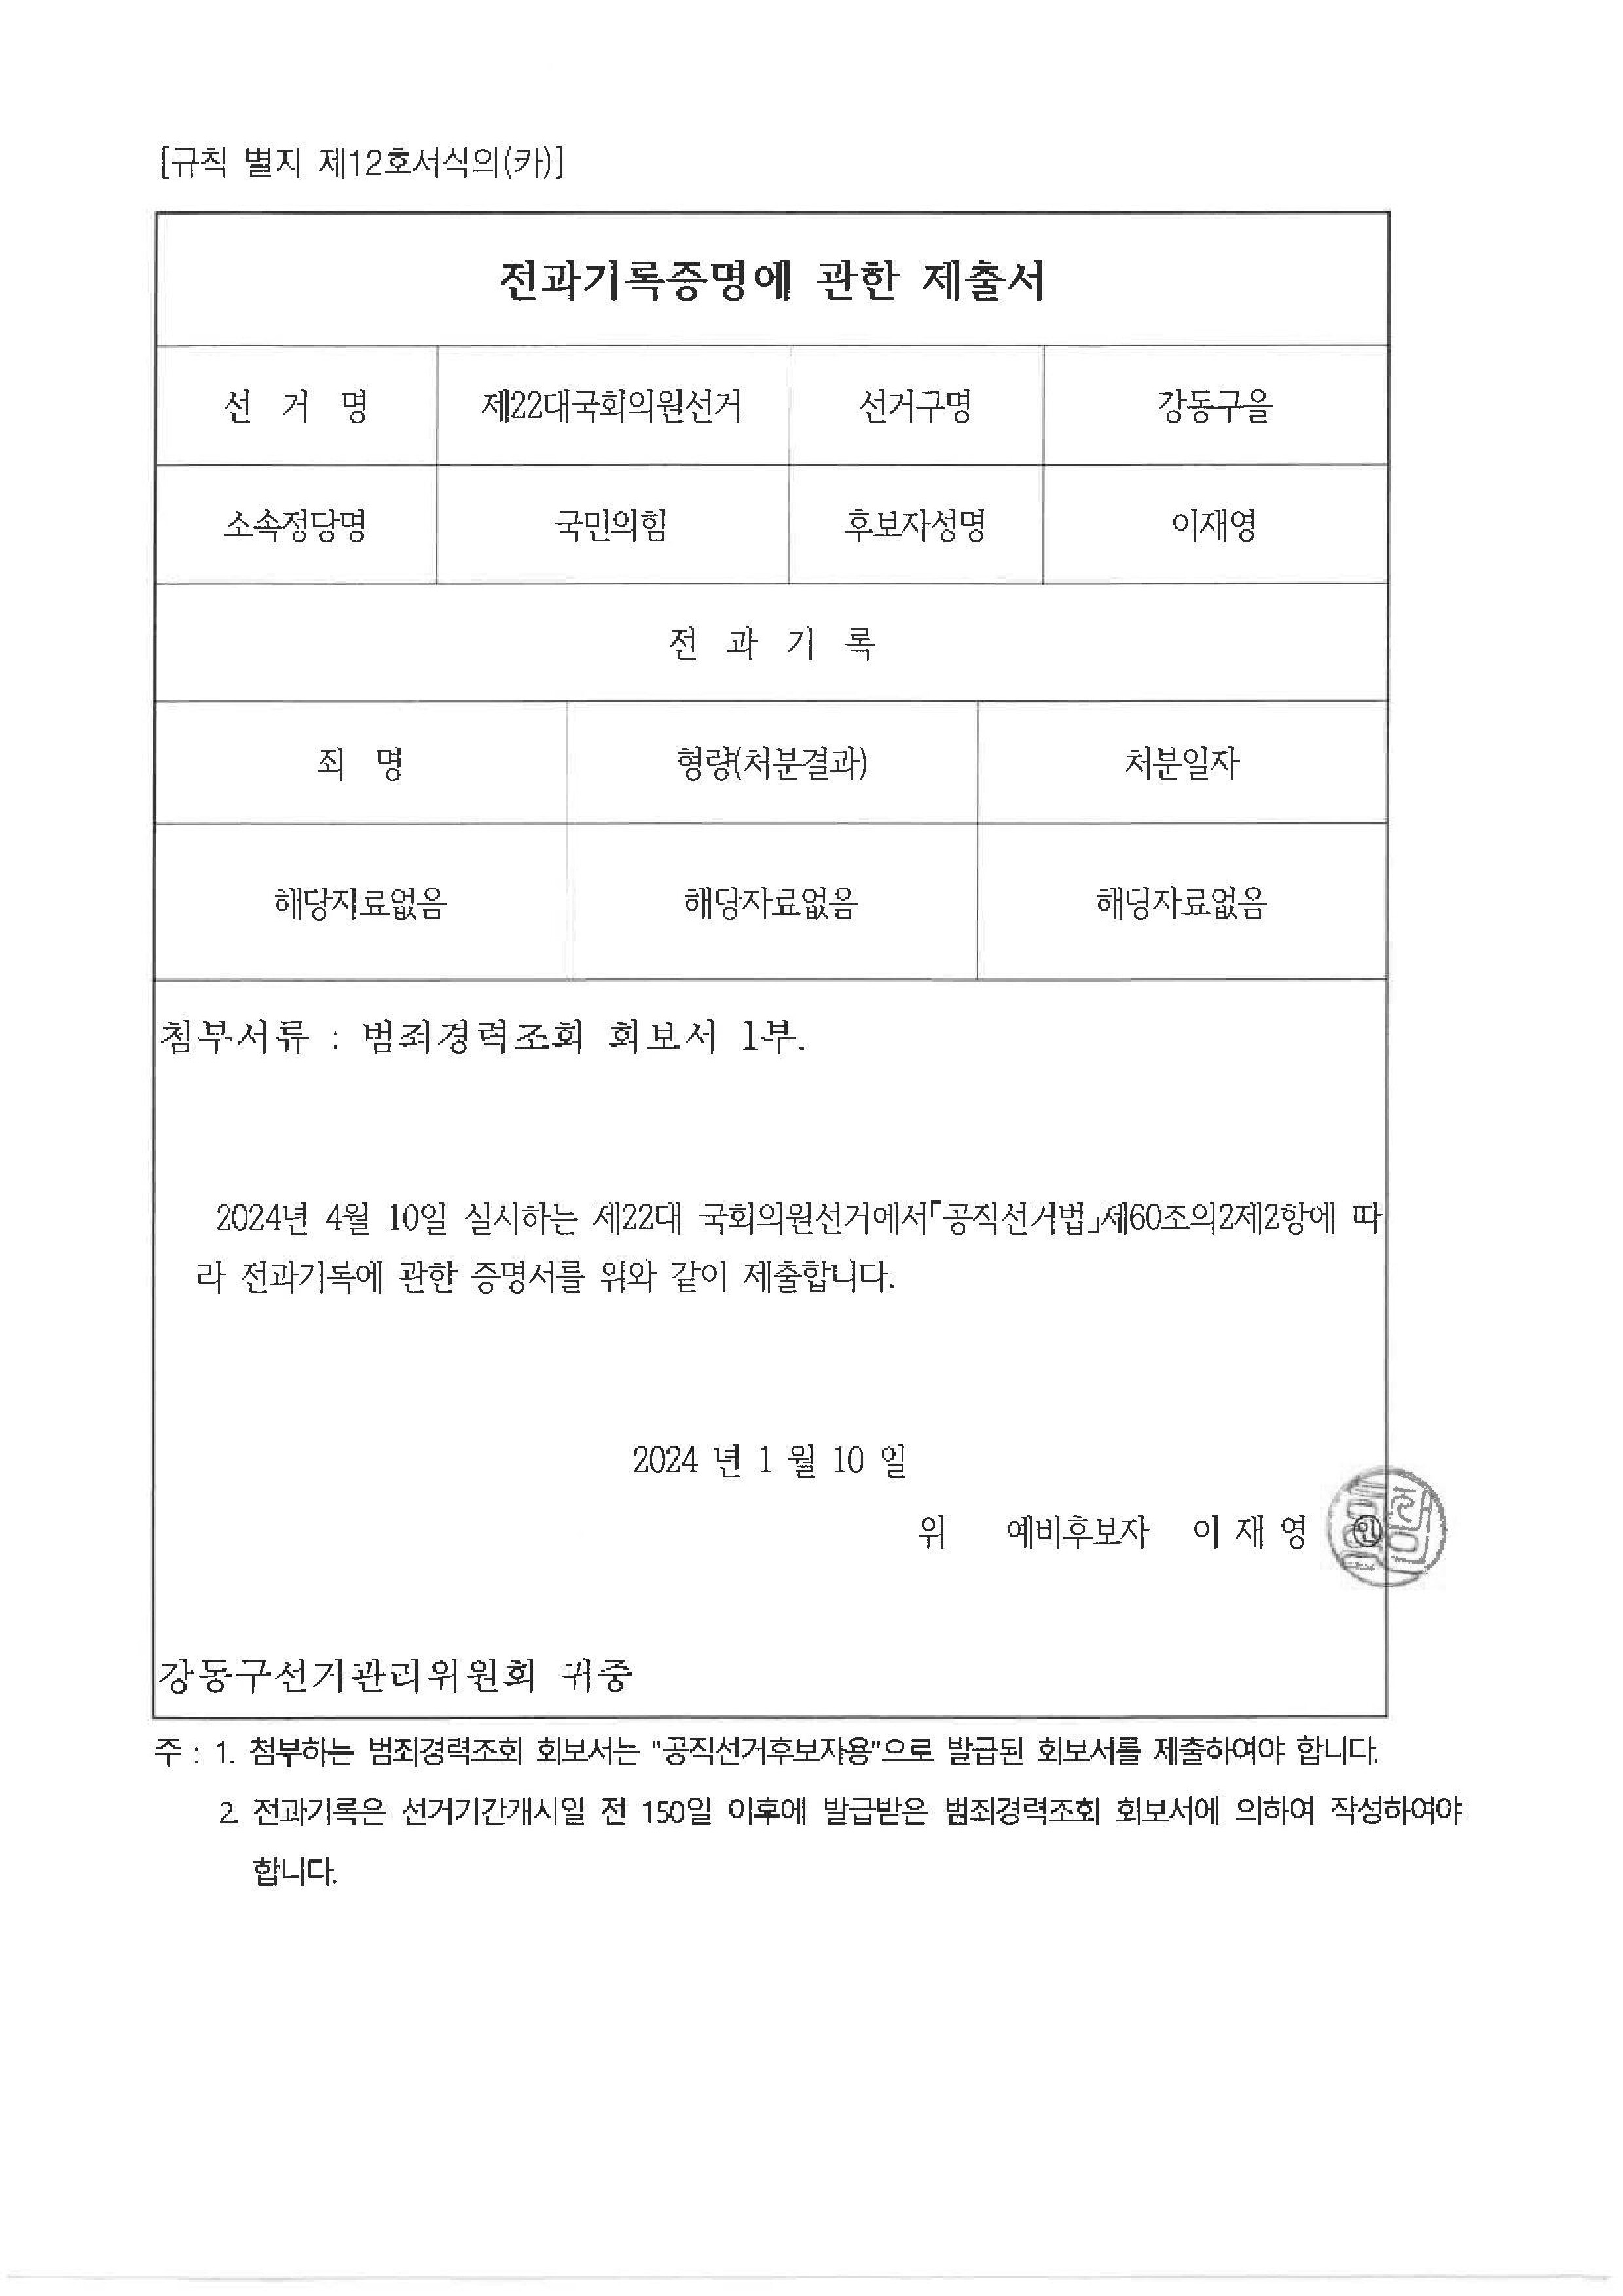 [규칙 별지 제12호서식의(카)]
전과기록증명에 관한 제출서
선 거 명 제22대국회의원선거 선거구명 강동구을
소속정당명 국민의힘 후보자성명 이재영
전 과 기 록
죄 명 형량(처분결과) 처분일자
해당자료없음 해당자료없음 해당자료없음
첨부서류 : 범죄경력조회 회보서 1부.
2024년 4월 10일 실시하는 제22대 국회의원선거에서「공직선거법」제60조의2제2항에 따
라 전과기록에 관한 증명서를 위와 같이 제출합니다.
2024 년 1 월 10 일
위 예비후보자 이 재 영 ㉑
강동구선거관리위원회 귀중
주 : 1. 첨부하는 범죄경력조회 회보서는 "공직선거후보자용"으로 발급된 회보서를 제출하여야 합니다.
2. 전과기록은 선거기간개시일 전 150일 이후에 발급받은 범죄경력조회 회보서에 의하여 작성하여야
합니다.